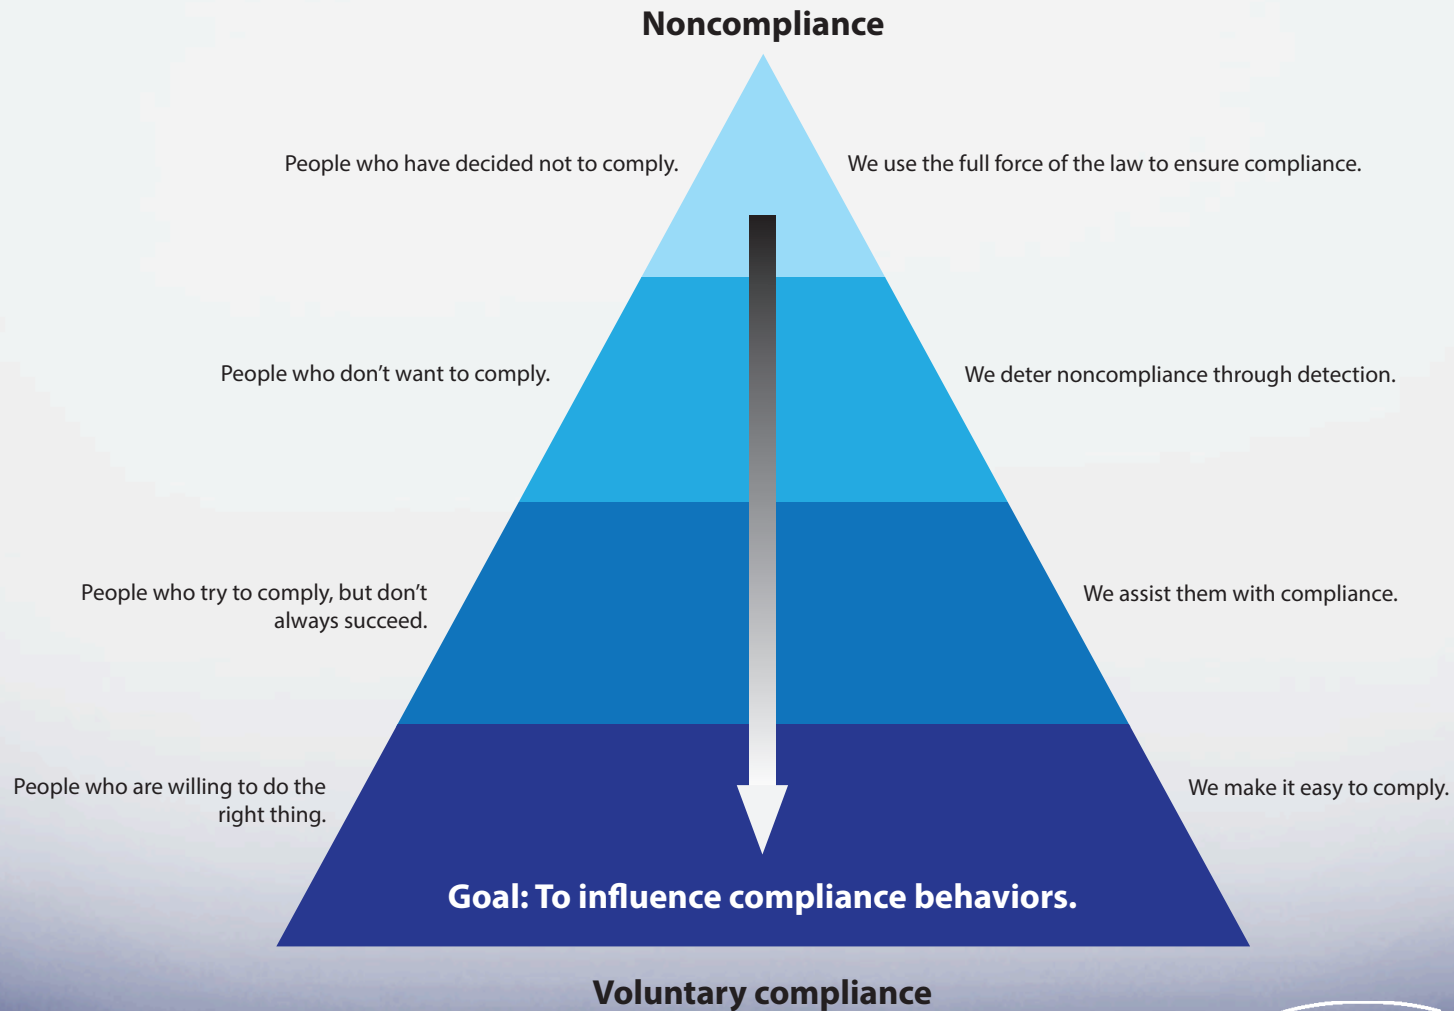 Noncompliance
People who have decided not to comply.
We use the full force of the law to ensure compliance.
People who don’t want to comply.
We deter noncompliance through detection.
People who try to comply, but don’t
always succeed.
We assist them with compliance.
People who are willing to do the
right thing.
We make it easy to comply.
Goal: To influence compliance behaviors.
Voluntary compliance